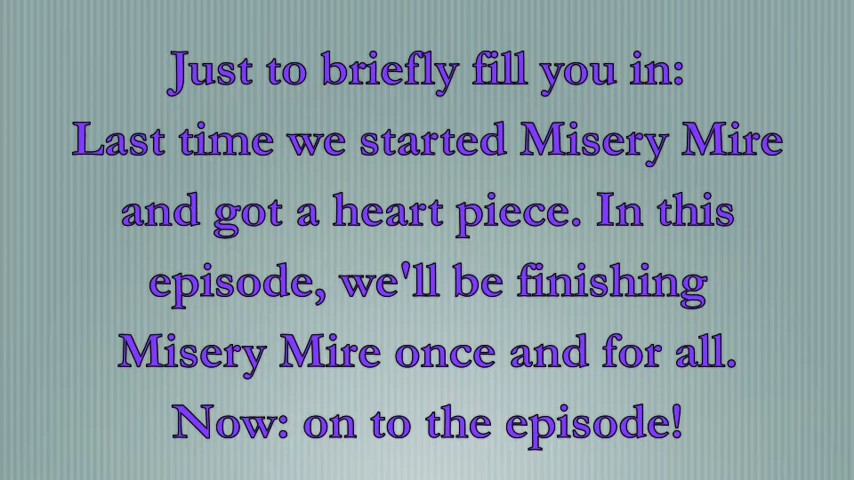 Just to briefly fill you in:
Last time we started Misery Mire
and got a heart piece. In this
episode, we'll be finishing
Misery Mire once and for all.
Now: on to the episode!